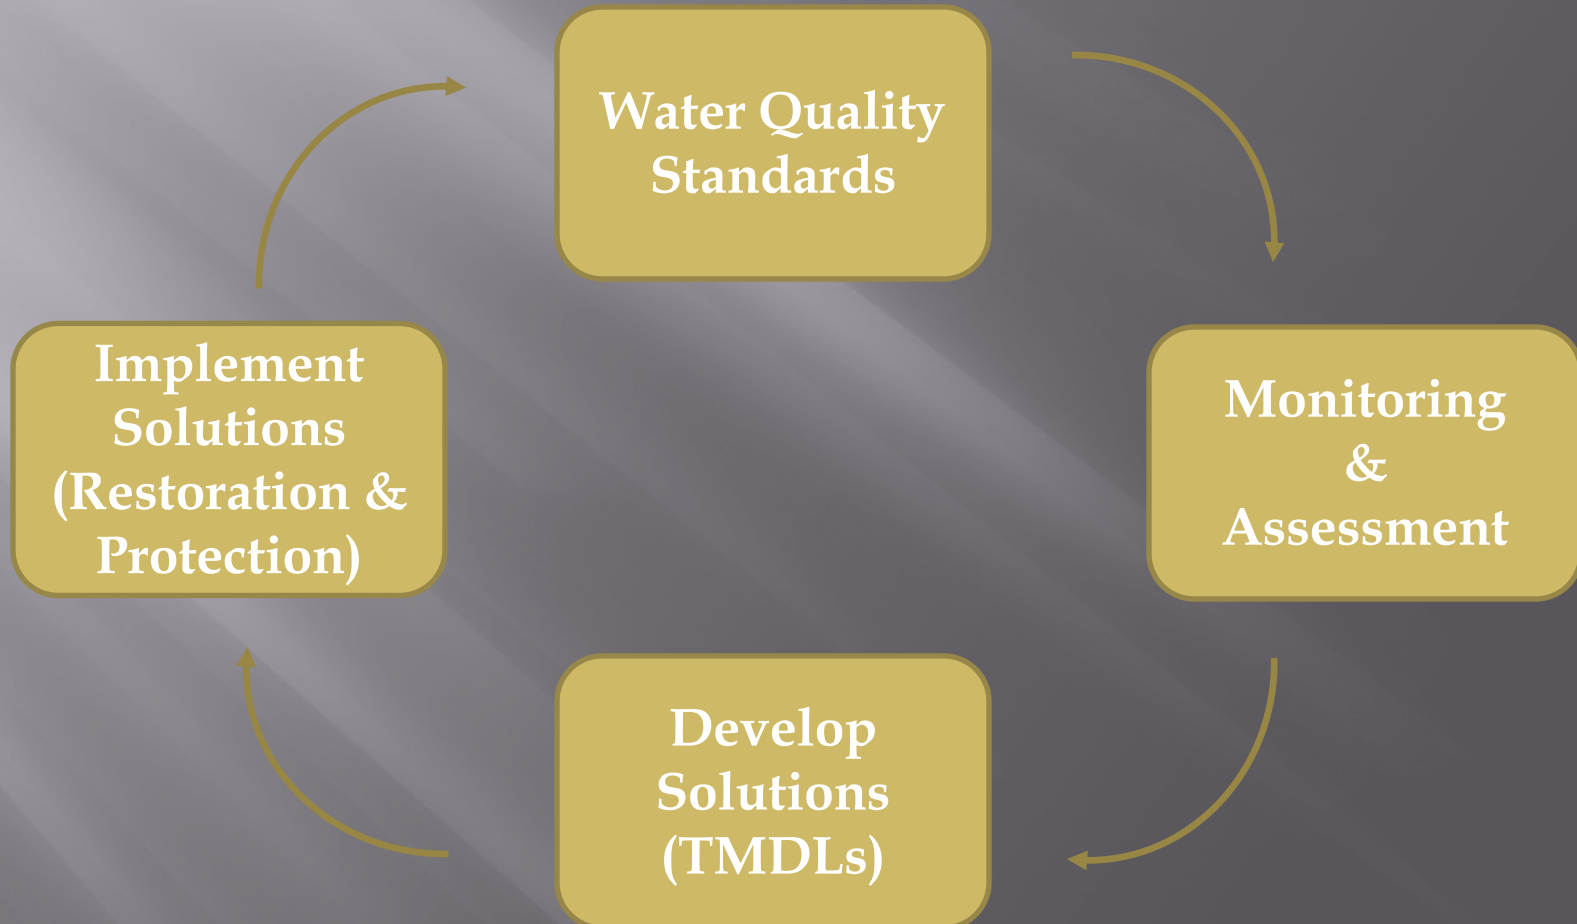 Water Quality
Standards
Monitoring
&
Assessment
Develop
Solutions
(TMDLs)
Implement
Solutions
(Restoration &
Protection)